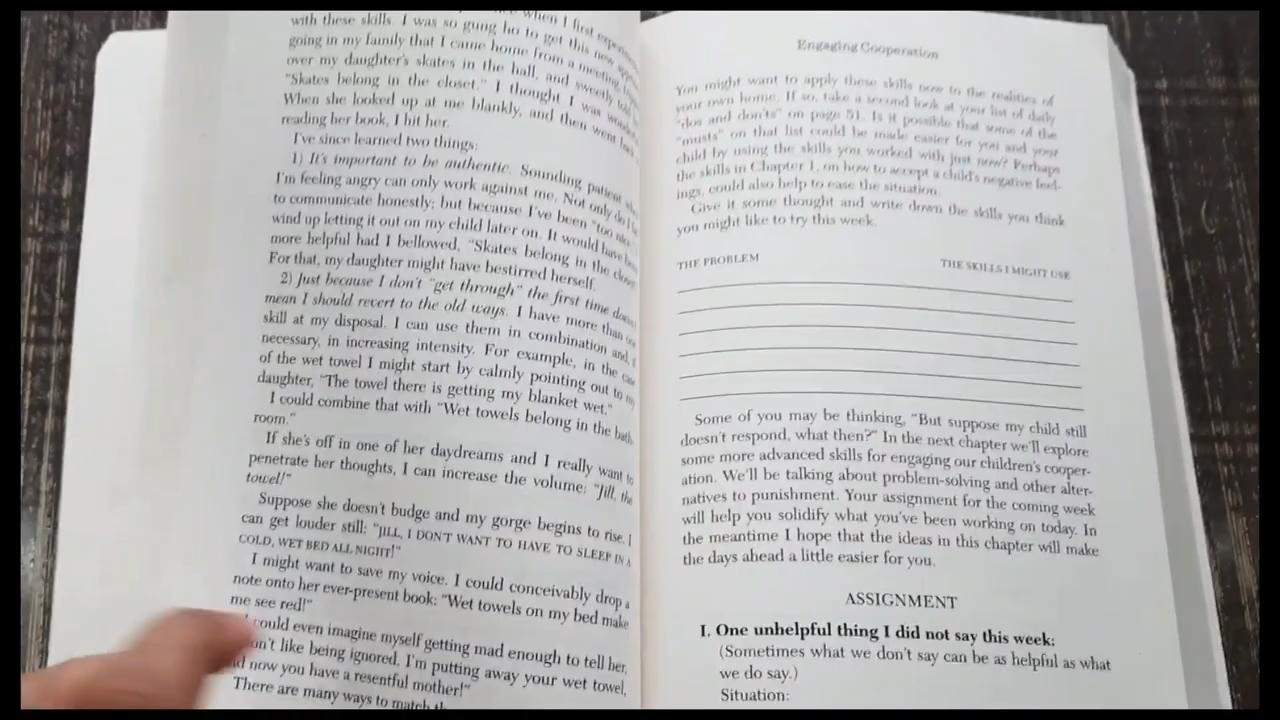 when I first
with these skills. I was so gung ho to get this new
going in my family that I came home from a meeting,
over my daughter's skates in the hall, and sweetly told
"Skates belong in the closet." I thought I was
When she looked up at me blankly, and then went back
reading her book, I hit her.
I've since learned two things:
1) It's important to be authentic. Sounding patient
I'm feeling angry can only work against me. Not only do I
to communicate honestly; but because I've been "too nice,"
wind up letting it out on my child later on. It would have been
more helpful had I bellowed, "Skates belong in the closet
For that, my daughter might have bestirred herself.
2) Just because I don't "get through" the first time doesn't
mean I should revert to the old ways. I have more than one
skill at my disposal. I can use them in combination and, if
necessary, in increasing intensity. For example, in the case
of the wet towel I might start by calmly pointing out to my
daughter, "The towel there is getting my blanket wet."
I could combine that with "Wet towels belong in the bath-
room."
If she's off in one of her daydreams and I really want to
penetrate her thoughts, I can increase the volume: "Jill, the
towel!"
Suppose she doesn't budge and my gorge begins to rise. I
can get louder still: "JILL, I DON'T WANT TO HAVE TO SLEEP IN A
COLD, WET BED ALL NIGHT!"
I might want to save my voice. I could conceivably drop a
note onto her ever-present book: "Wet towels on my bed make
me see red!"
could even imagine myself getting mad enough to tell her,
don't like being ignored. I'm putting away your wet towel,
and now you have a resentful mother!"
There are many ways to match
Engaging Cooperation
You might want to apply these skills now to the realities of
your own home. If so, take a second look at your list of daily
"dos and don'ts" on page 51. Is it possible that some of the
"musts" on that list could be made easier for you and your
child by using the skills you worked with just now? Perhaps
the skills in Chapter 1, on how to accept a child's negative feel-
ings, could also help to ease the situation.
Give it some thought and write down the skills you think
you might like to try this week.
THE PROBLEM THE SKILLS I MIGHT USE
Some of you may be thinking, "But suppose my child still
doesn't respond, what then?" In the next chapter we'll explore
some more advanced skills for engaging our children's cooper-
ation. We'll be talking about problem-solving and other alter-
natives to punishment. Your assignment for the coming week
will help you solidify what you've been working on today. In
the meantime I hope that the ideas in this chapter will make
the days ahead a little easier for you.
ASSIGNMENT
I. One unhelpful thing I did not say this week:
(Sometimes what we don't say can be as helpful as what
we do say.)
Situation: